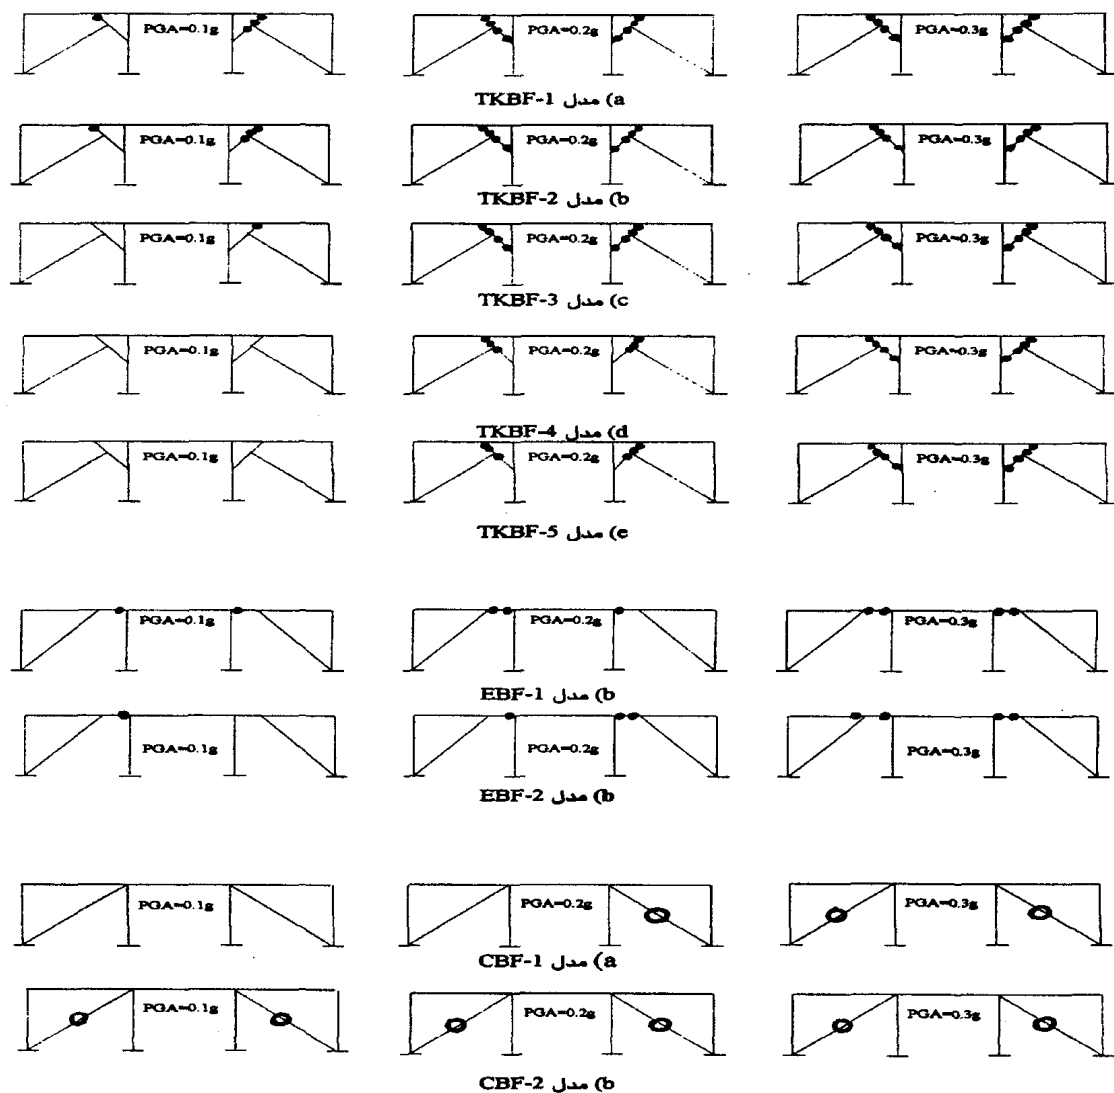 PGA=0.1g PGA=0.2g PGA=0.3g
a) مدل TKBF-1
PGA=0.1g PGA=0.2g PGA=0.3g
b) مدل TKBF-2
PGA=0.1g PGA=0.2g PGA=0.3g
c) مدل TKBF-3
PGA=0.1g PGA=0.2g PGA=0.3g
d) مدل TKBF-4
PGA=0.1g PGA=0.2g PGA=0.3g
e) مدل TKBF-5
PGA=0.1g PGA=0.2g PGA=0.3g
b) مدل EBF-1
PGA=0.1g PGA=0.2g PGA=0.3g
b) مدل EBF-2
PGA=0.1g PGA=0.2g PGA=0.3g
a) مدل CBF-1
PGA=0.1g PGA=0.2g PGA=0.3g
b) مدل CBF-2